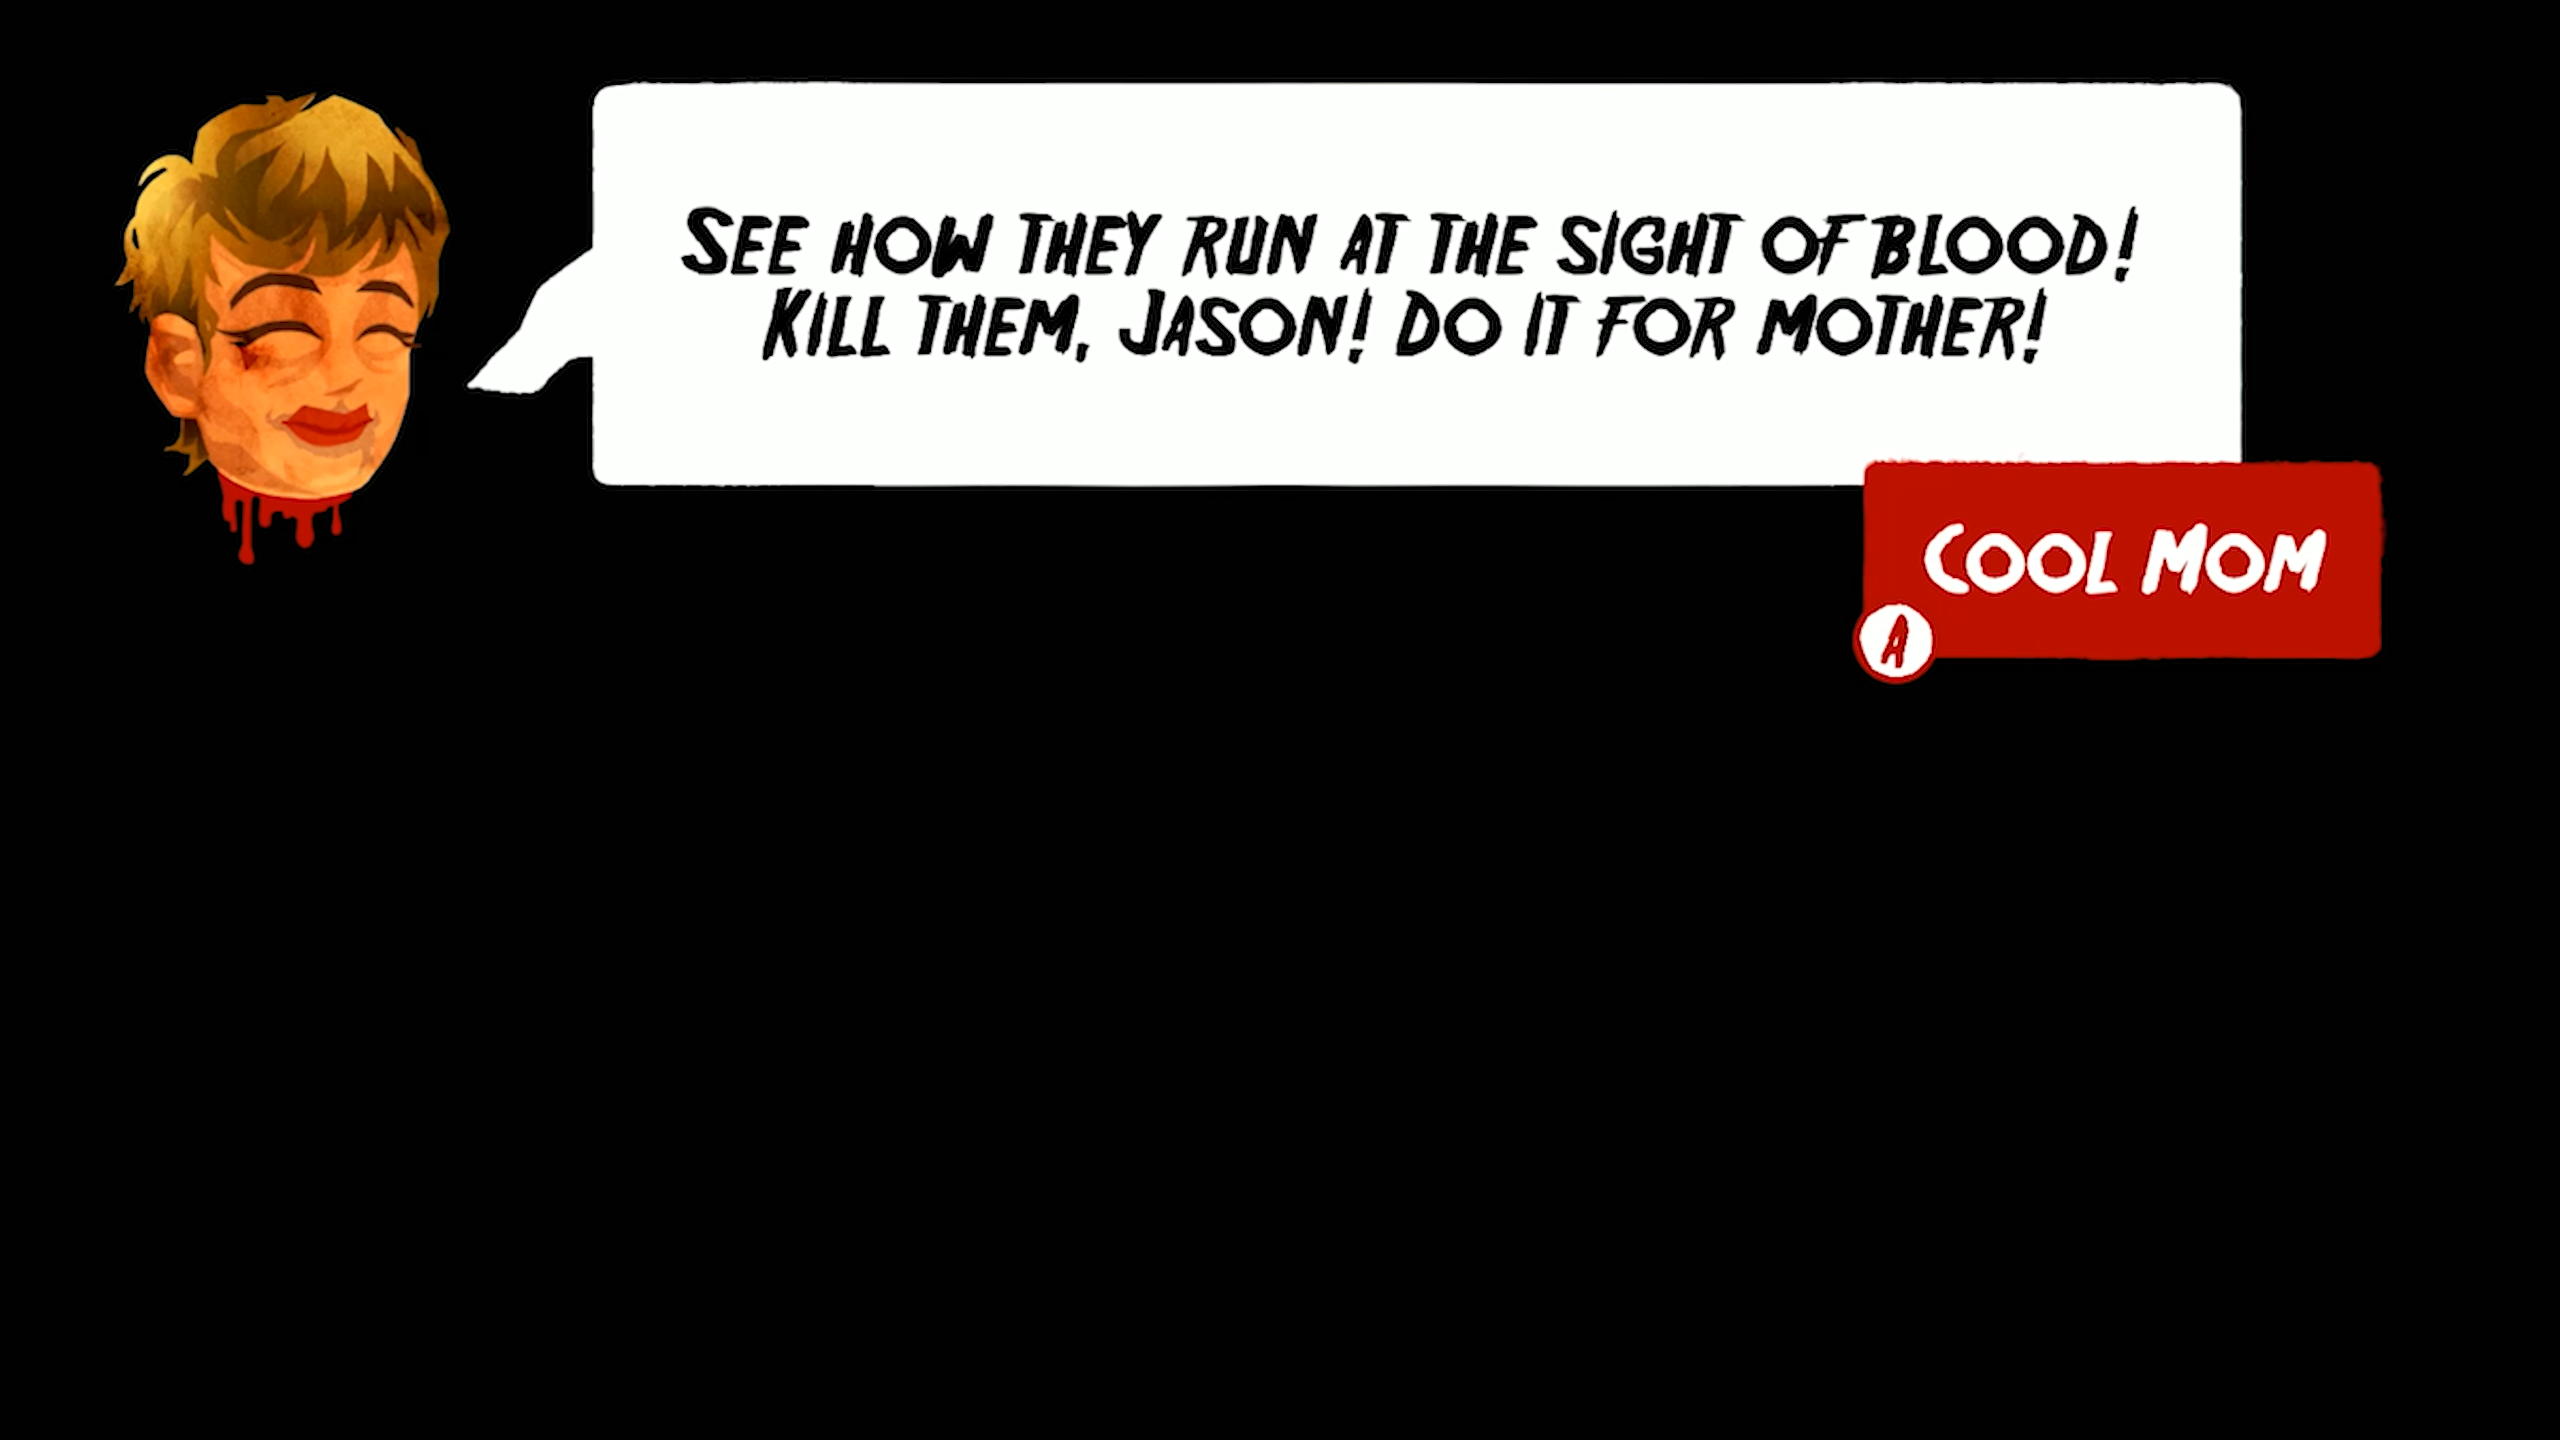 SEE HOW THEY RUN AT THE SIGHT OF BLOOD!
KILL THEM, JASON! DO IT FOR MOTHER!
COOL MOM
A